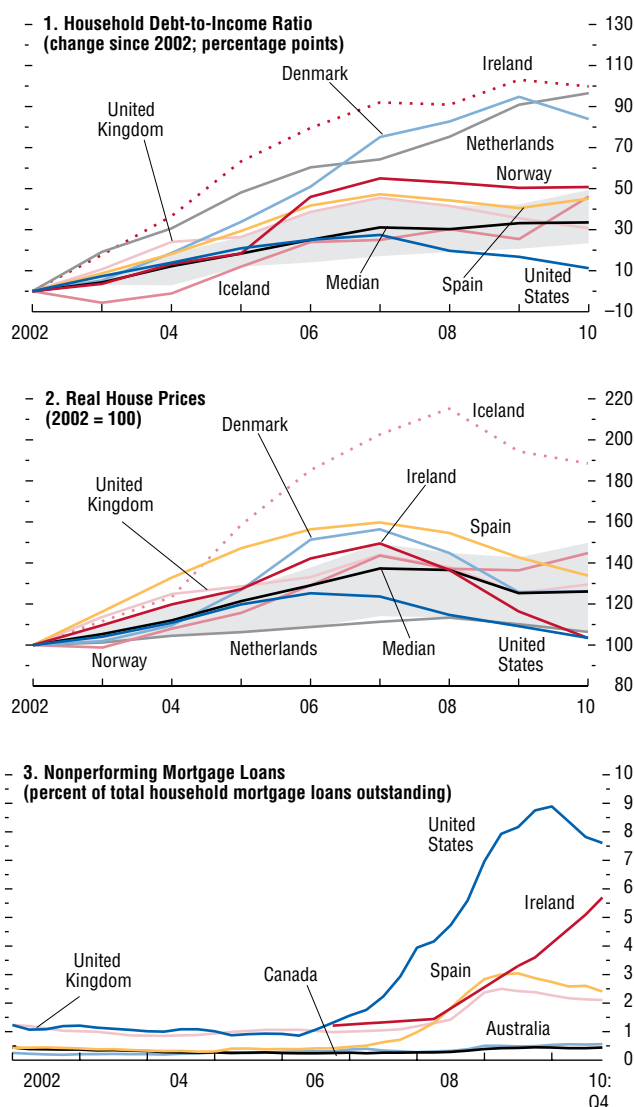 1. Household Debt-to-Income Ratio
(change since 2002; percentage points)
130
110
90
70
50
30
10
–10
Ireland
Denmark
United
Kingdom
Netherlands
Norway
Iceland
Median
Spain
United
States
2002
04
06
08
10
2. Real House Prices
(2002 = 100)
220
200
180
160
140
120
100
80
Iceland
Denmark
United
Kingdom
Ireland
Spain
Norway
Netherlands
Median
United
States
2002
04
06
08
10
3. Nonperforming Mortgage Loans
(percent of total household mortgage loans outstanding)
10
9
8
7
6
5
4
3
2
1
0
United
States
Ireland
United
Kingdom
Canada
Spain
Australia
2002
04
06
08
10:
04